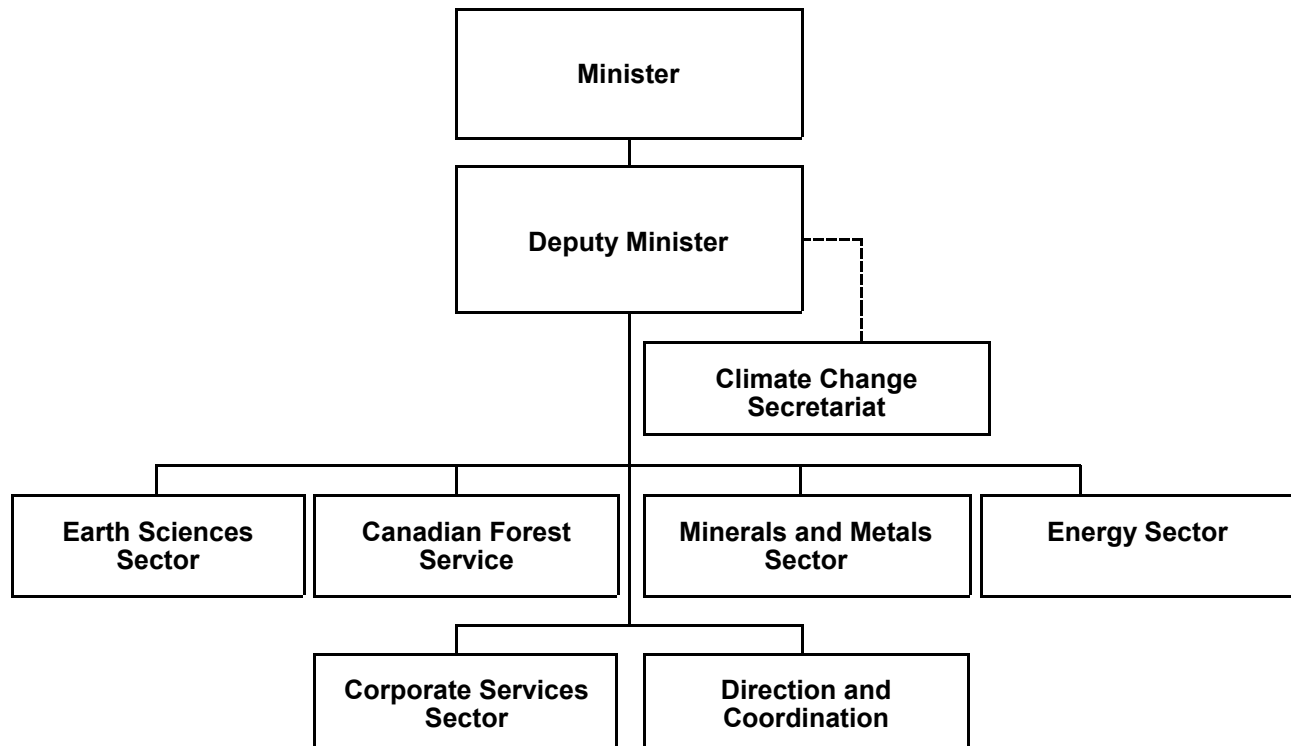 Minister
Deputy Minister
Climate Change
Secretariat
Earth Sciences
Sector
Canadian Forest
Service
Minerals and Metals
Sector
Energy Sector
Corporate Services
Sector
Direction and
Coordination